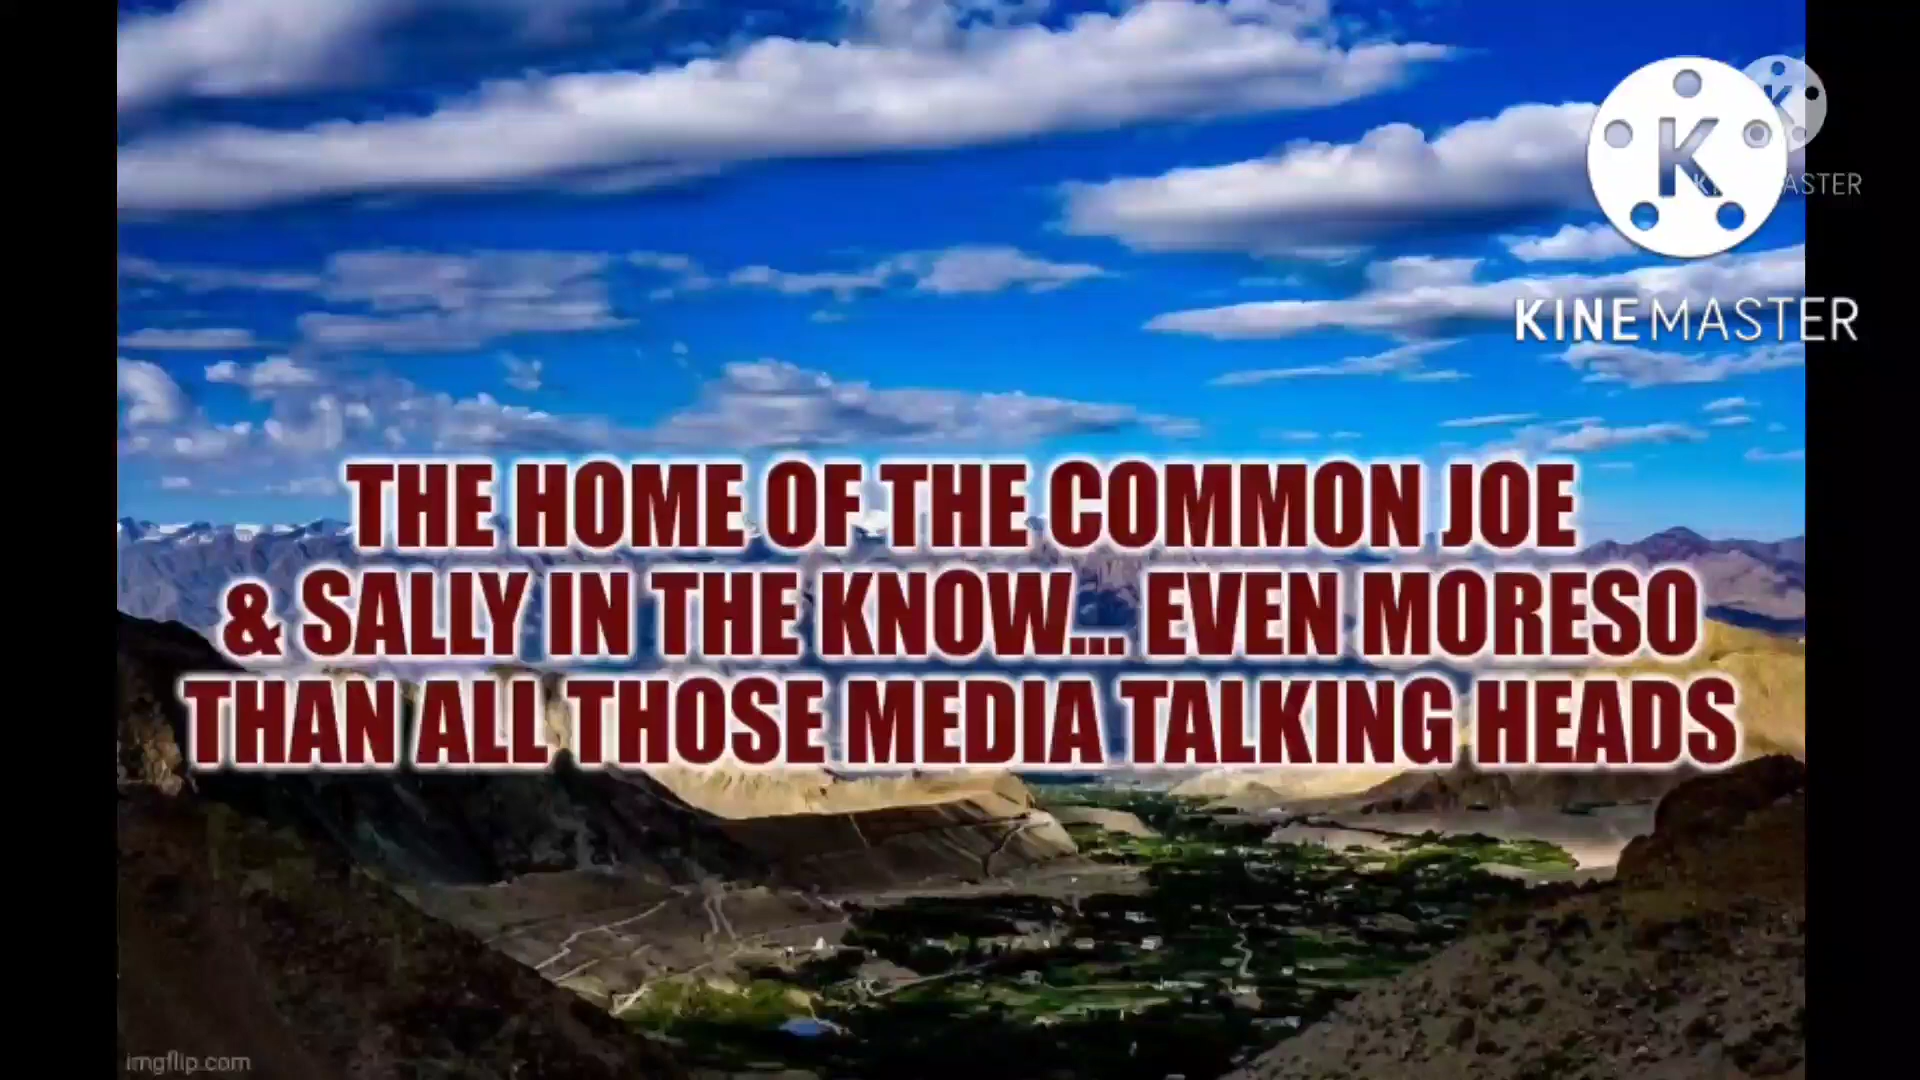 KINEMASTER
KINEMASTER
THE HOME OF THE COMMON JOE
& SALLY IN THE KNOW... EVEN MORESO
THAN ALL THOSE MEDIA TALKING HEADS
imgflip.com